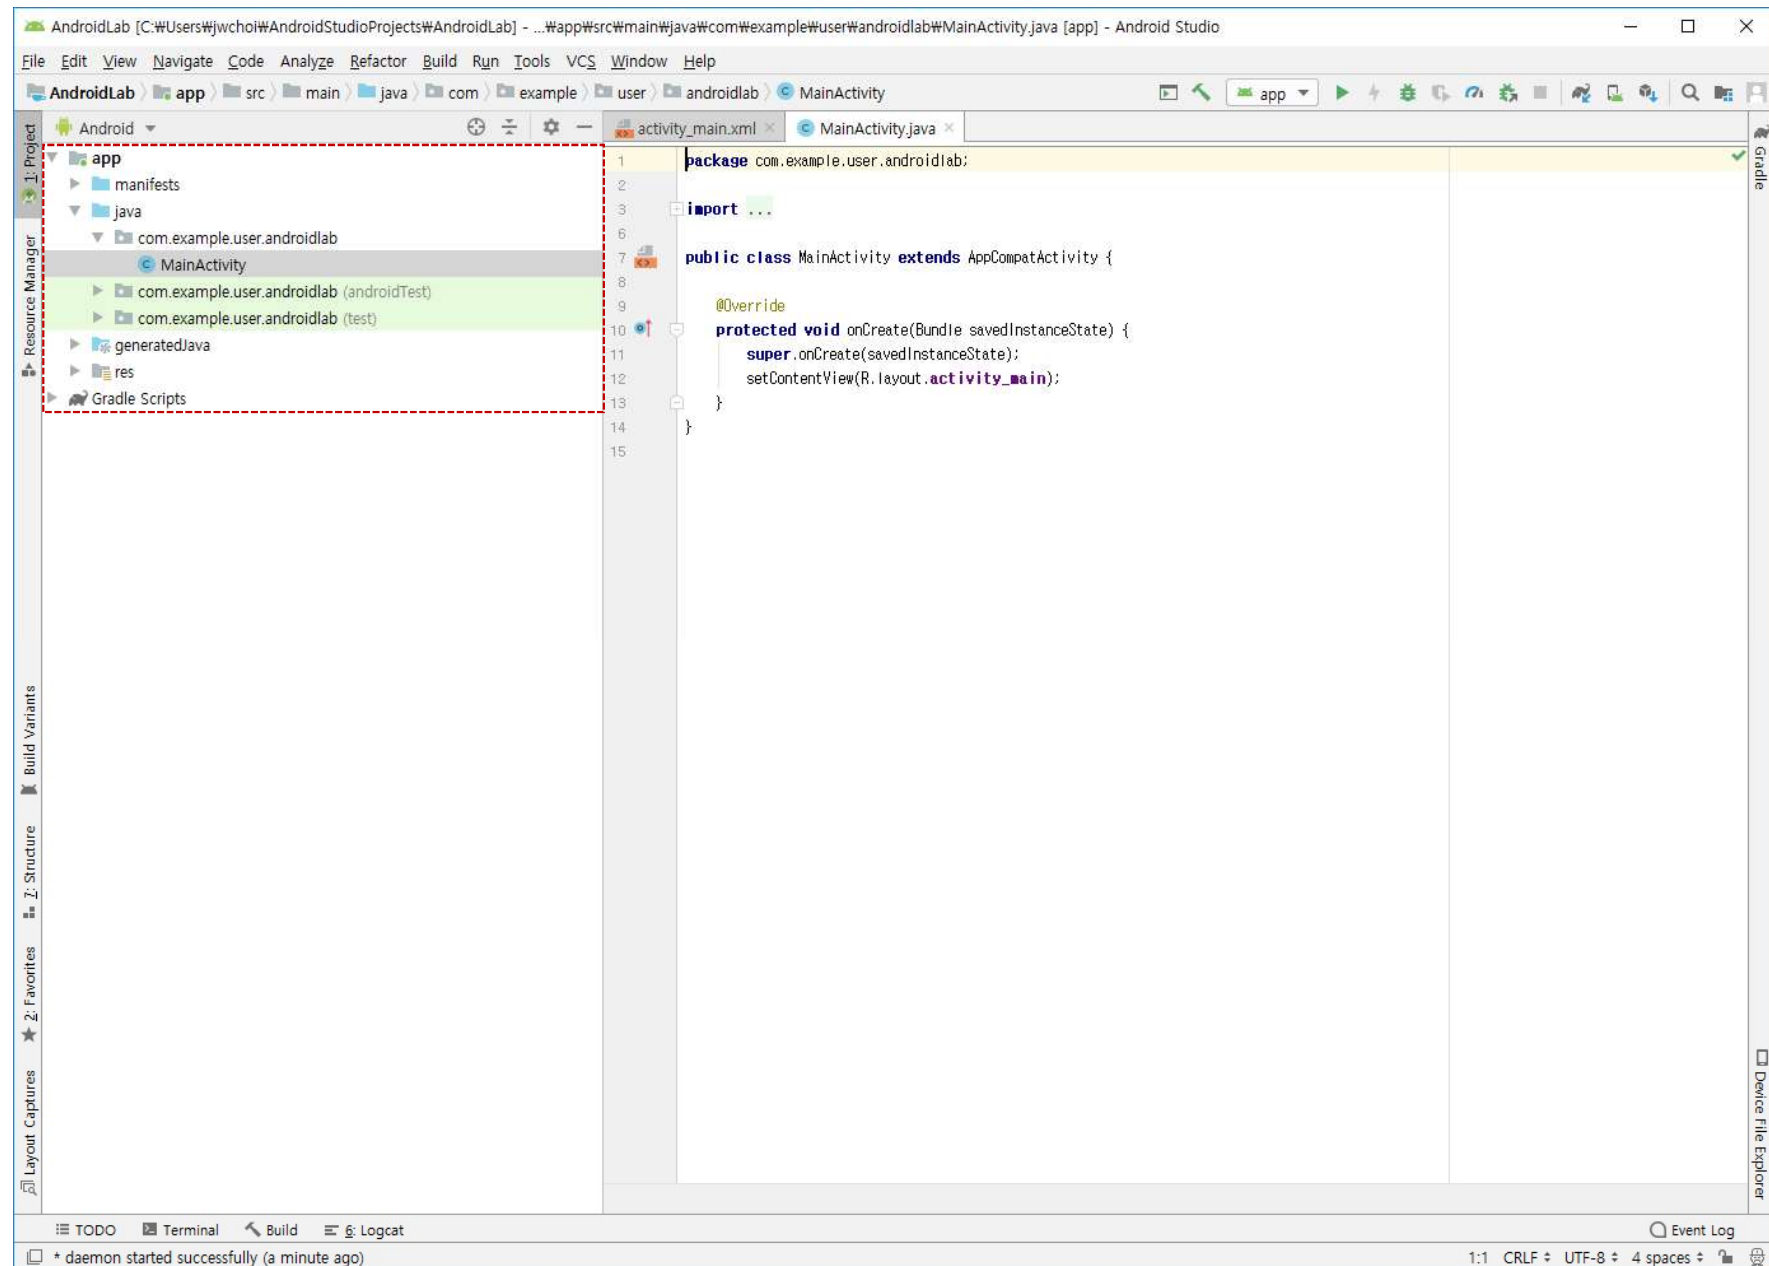 AndroidLab [C:₩Users₩jwchoi₩AndroidStudioProjects₩AndroidLab] - ...₩app₩src₩main₩java₩com₩example₩user₩androidlab₩MainActivity.java [app] - Android Studio
File Edit View Navigate Code Analyze Refactor Build Run Tools VCS Window Help
AndroidLab app src main java com example user androidlab MainActivity
app
Android
activity_main.xml
MainActivity.java
1: Project
Resource Manager
Build Variants
7: Structure
2: Favorites
Layout Captures
app
manifests
java
com.example.user.androidlab
MainActivity
com.example.user.androidlab (androidTest)
com.example.user.androidlab (test)
generatedJava
res
Gradle Scripts
1 package com.example.user.androidlab;
2
3 import ...
6
7 public class MainActivity extends AppCompatActivity {
8
9 @Override
10 protected void onCreate(Bundle savedInstanceState) {
11 super.onCreate(savedInstanceState);
12 setContentView(R.layout.activity_main);
13 }
14 }
15
Gradle
Device File Explorer
TODO Terminal Build 6: Logcat
Event Log
* daemon started successfully (a minute ago)
1:1 CRLF UTF-8 4 spaces